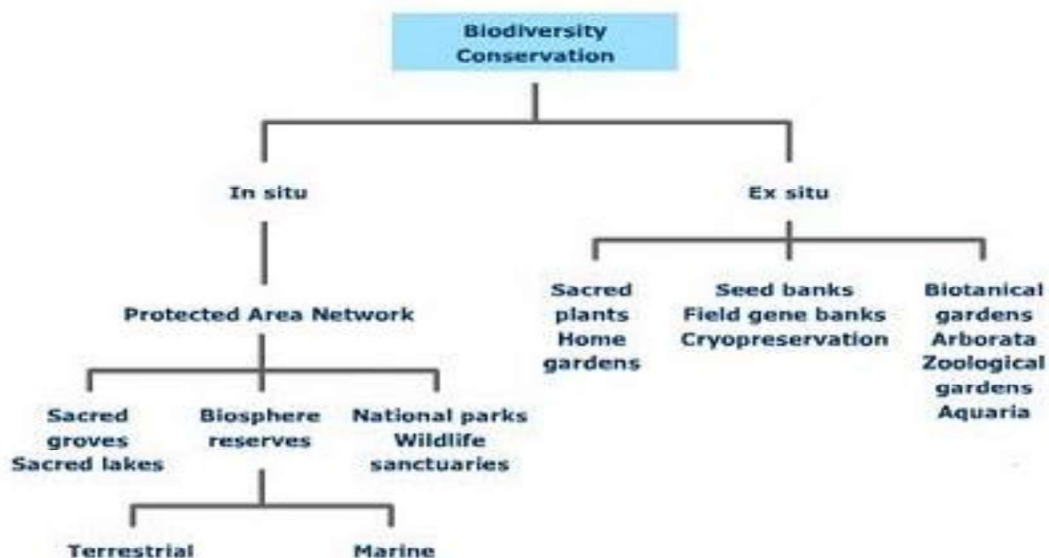 Biodiversity
Conservation
In situ
Ex situ
Protected Area Network
Sacred
plants
Home
gardens
Seed banks
Field gene banks
Cryopreservation
Biotanical
gardens
Arborata
Zoological
gardens
Aquaria
Sacred
groves
Sacred lakes
Biosphere
reserves
National parks
Wildlife
sanctuaries
Terrestrial
Marine